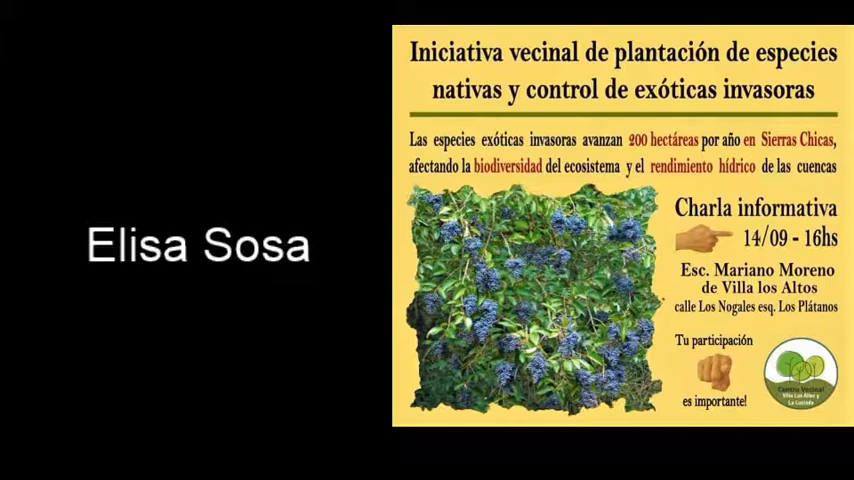 Elisa Sosa
Iniciativa vecinal de plantación de especies
nativas y control de exóticas invasoras
Las especies exóticas invasoras avanzan 200 hectáreas por año en Sierras Chicas,
afectando la biodiversidad del ecosistema y el rendimiento hídrico de las cuencas
Charla informativa
14/09 - 16hs
Esc. Mariano Moreno
de Villa los Altos
calle Los Nogales esq. Los Plátanos
Tu participación
es importante!
Centro Vecinal
Villa Los Altos y
La Lucinda